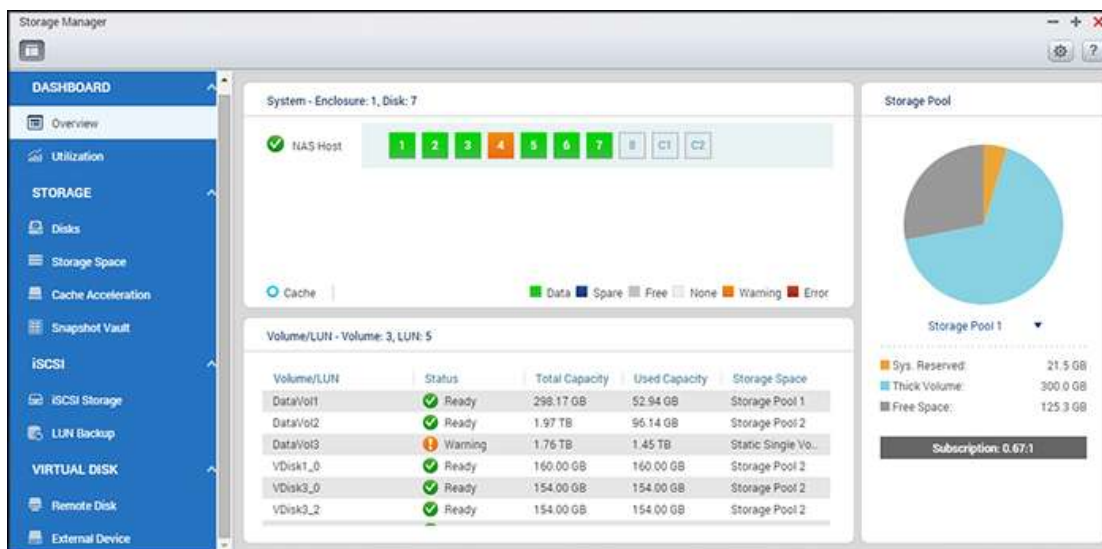 Storage Manager
DASHBOARD
Overview
Utilization
STORAGE
Disks
Storage Space
Cache Acceleration
Snapshot Vault
iSCSI
iSCSI Storage
LUN Backup
VIRTUAL DISK
Remote Disk
External Device
System - Enclosure: 1, Disk: 7
NAS Host 1 2 3 4 5 6 7 8 C1 C2
Cache Data Spare Free None Warning Error
Volume/LUN - Volume: 3, LUN: 5
Volume/LUN Status Total Capacity Used Capacity Storage Space
DataVol1 Ready 298.17 GB 52.94 GB Storage Pool 1
DataVol2 Ready 1.97 TB 96.14 GB Storage Pool 2
DataVol3 Warning 1.76 TB 1.45 TB Static Single Vo...
VDisk1_0 Ready 160.00 GB 160.00 GB Storage Pool 2
VDisk3_0 Ready 154.00 GB 154.00 GB Storage Pool 2
VDisk3_2 Ready 154.00 GB 154.00 GB Storage Pool 2
Storage Pool
Storage Pool 1
Sys. Reserved: 21.5 GB
Thick Volume: 300.0 GB
Free Space: 125.3 GB
Subscription: 0.67:1